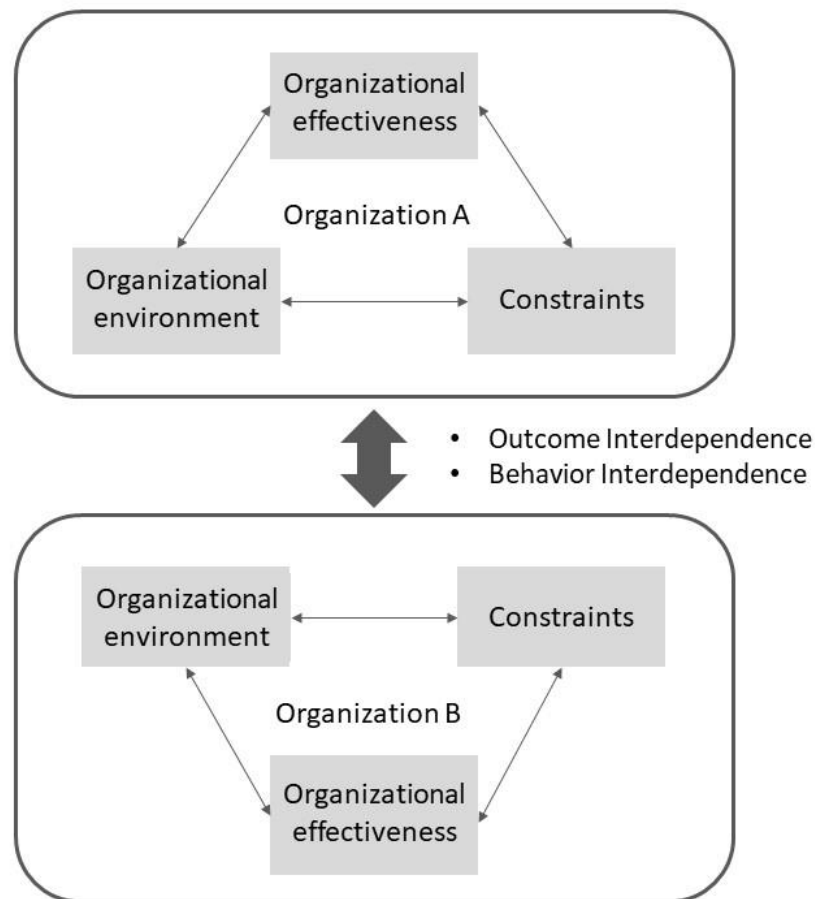 Organizational
effectiveness
Organization A
Organizational
environment
Constraints
• Outcome Interdependence
• Behavior Interdependence
Organizational
environment
Constraints
Organization B
Organizational
effectiveness